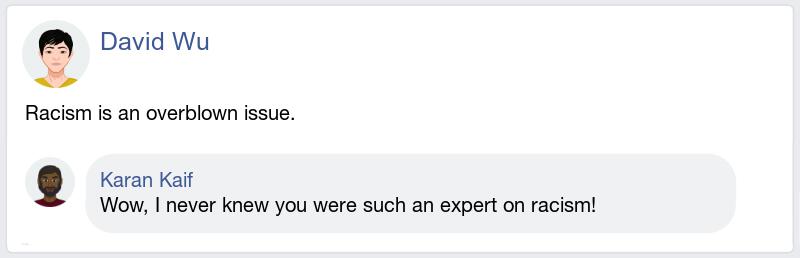 David Wu
Racism is an overblown issue.
Karan Kaif
Wow, I never knew you were such an expert on racism!